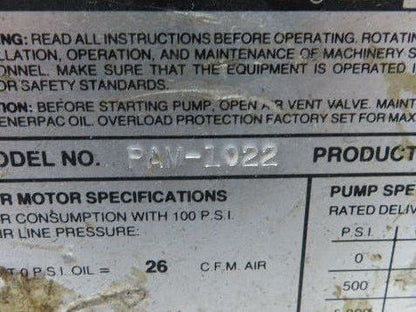 NG: READ ALL INSTRUCTIONS BEFORE OPERATING. ROTATIN
LLATION, OPERATION, AND MAINTENANCE OF MACHINERY S
ONNEL. MAKE SURE THAT THE EQUIPMENT IS OPERATED I
OR SAFETY STANDARDS.
TION: BEFORE STARTING PUMP, OPEN AIR VENT VALVE. MAINT
ENERPAC OIL. OVERLOAD PROTECTION FACTORY SET FOR MAX
ODEL NO. PAM-1022 PRODUCT
R MOTOR SPECIFICATIONS
R CONSUMPTION WITH 100 P.S.I.
IR LINE PRESSURE:
T 0 P.S.I. OIL = 26 C.F.M. AIR
PUMP SPE
RATED DELIV
P.S.I.
0
500